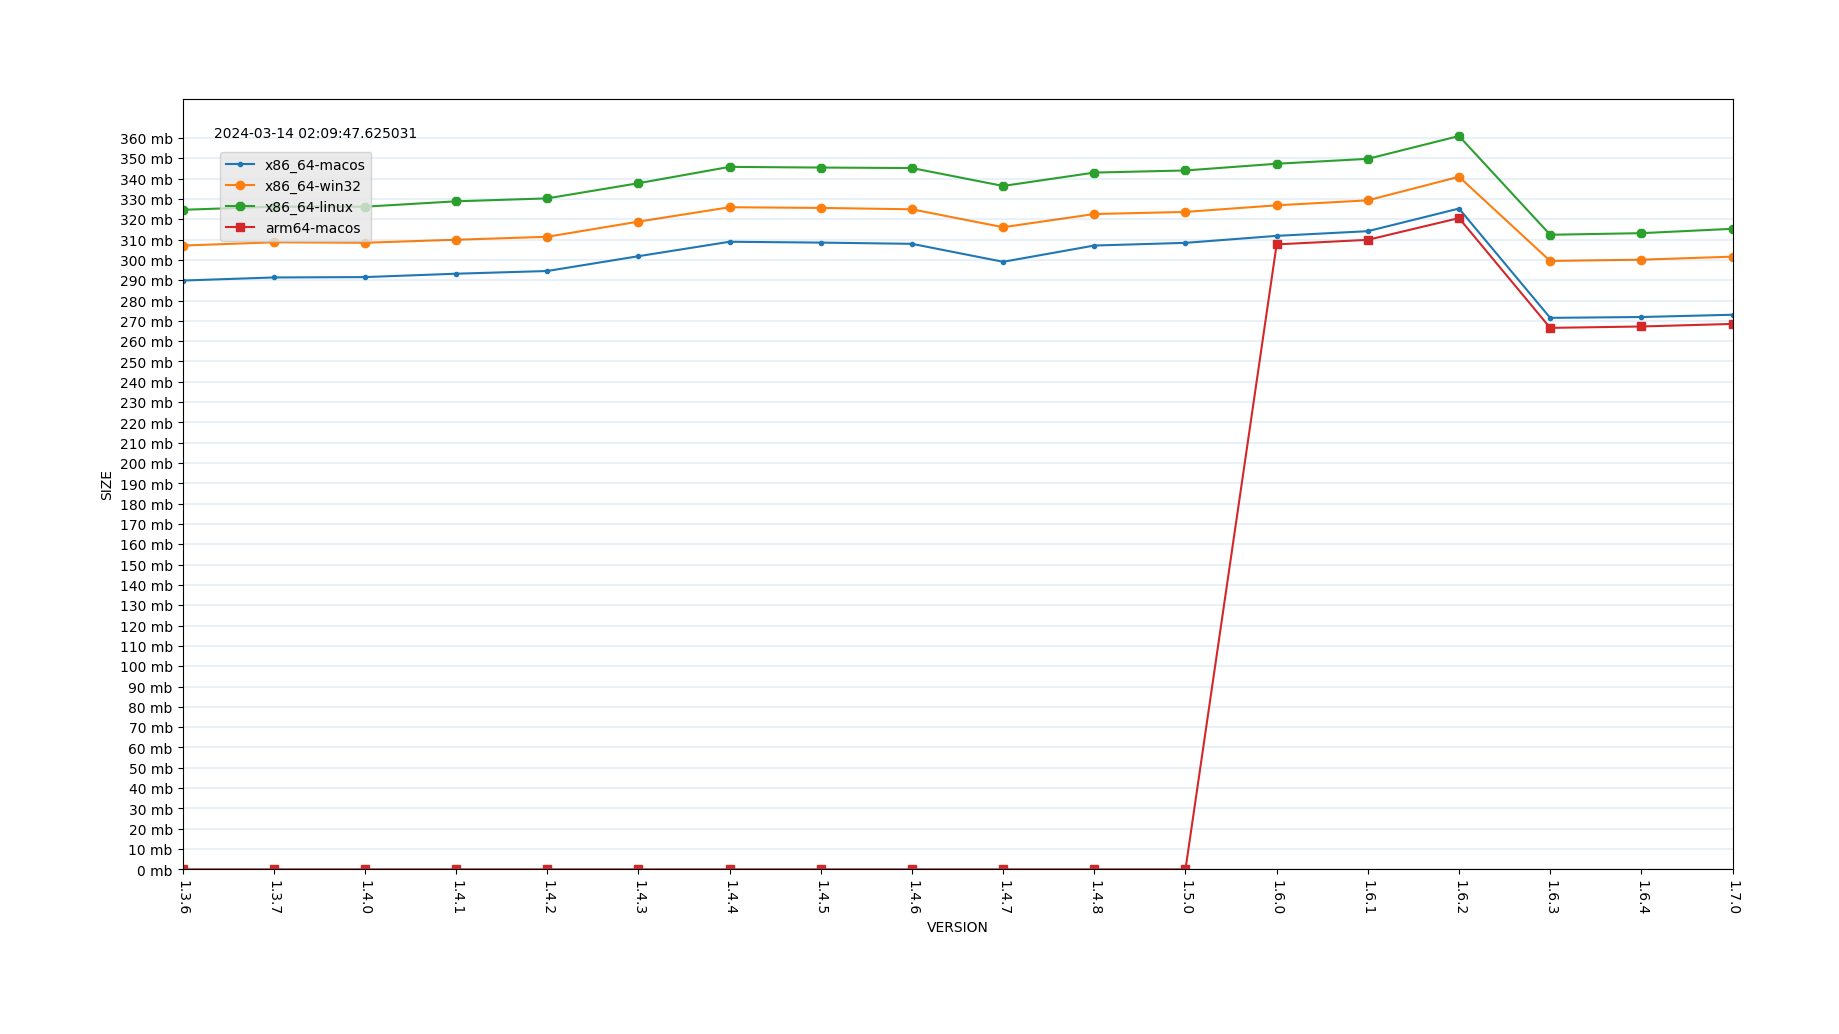 2024-03-14 02:09:47.625031
x86_64-macos
x86_64-win32
x86_64-linux
arm64-macos
360 mb
350 mb
340 mb
330 mb
320 mb
310 mb
300 mb
290 mb
280 mb
270 mb
260 mb
250 mb
240 mb
230 mb
220 mb
210 mb
200 mb
190 mb
180 mb
170 mb
160 mb
150 mb
140 mb
130 mb
120 mb
110 mb
100 mb
90 mb
80 mb
70 mb
60 mb
50 mb
40 mb
30 mb
20 mb
10 mb
0 mb
SIZE
1.3.6
1.3.7
1.4.0
1.4.1
1.4.2
1.4.3
1.4.4
1.4.5
1.4.6
1.4.7
1.4.8
1.5.0
1.6.0
1.6.1
1.6.2
1.6.3
1.6.4
1.7.0
VERSION